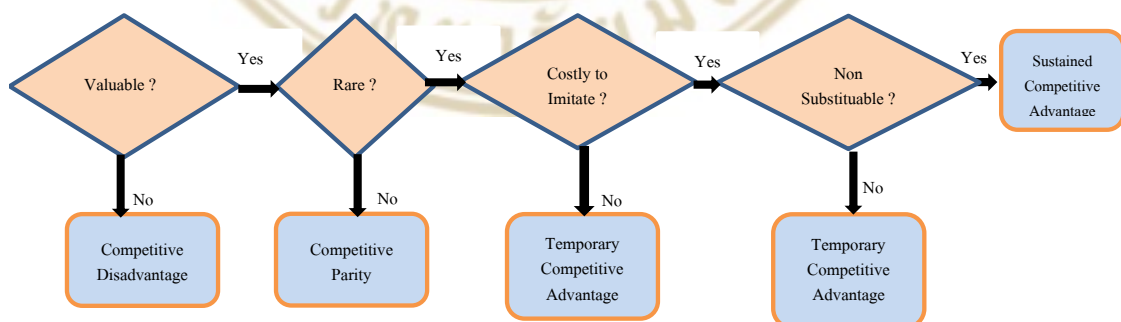 Valuable ?
Yes
Rare ?
Yes
Costly to
Imitate ?
Yes
Non
Substituable ?
Yes
Sustained
Competitive
Advantage
No
Competitive
Disadvantage
No
Competitive
Parity
No
Temporary
Competitive
Advantage
No
Temporary
Competitive
Advantage